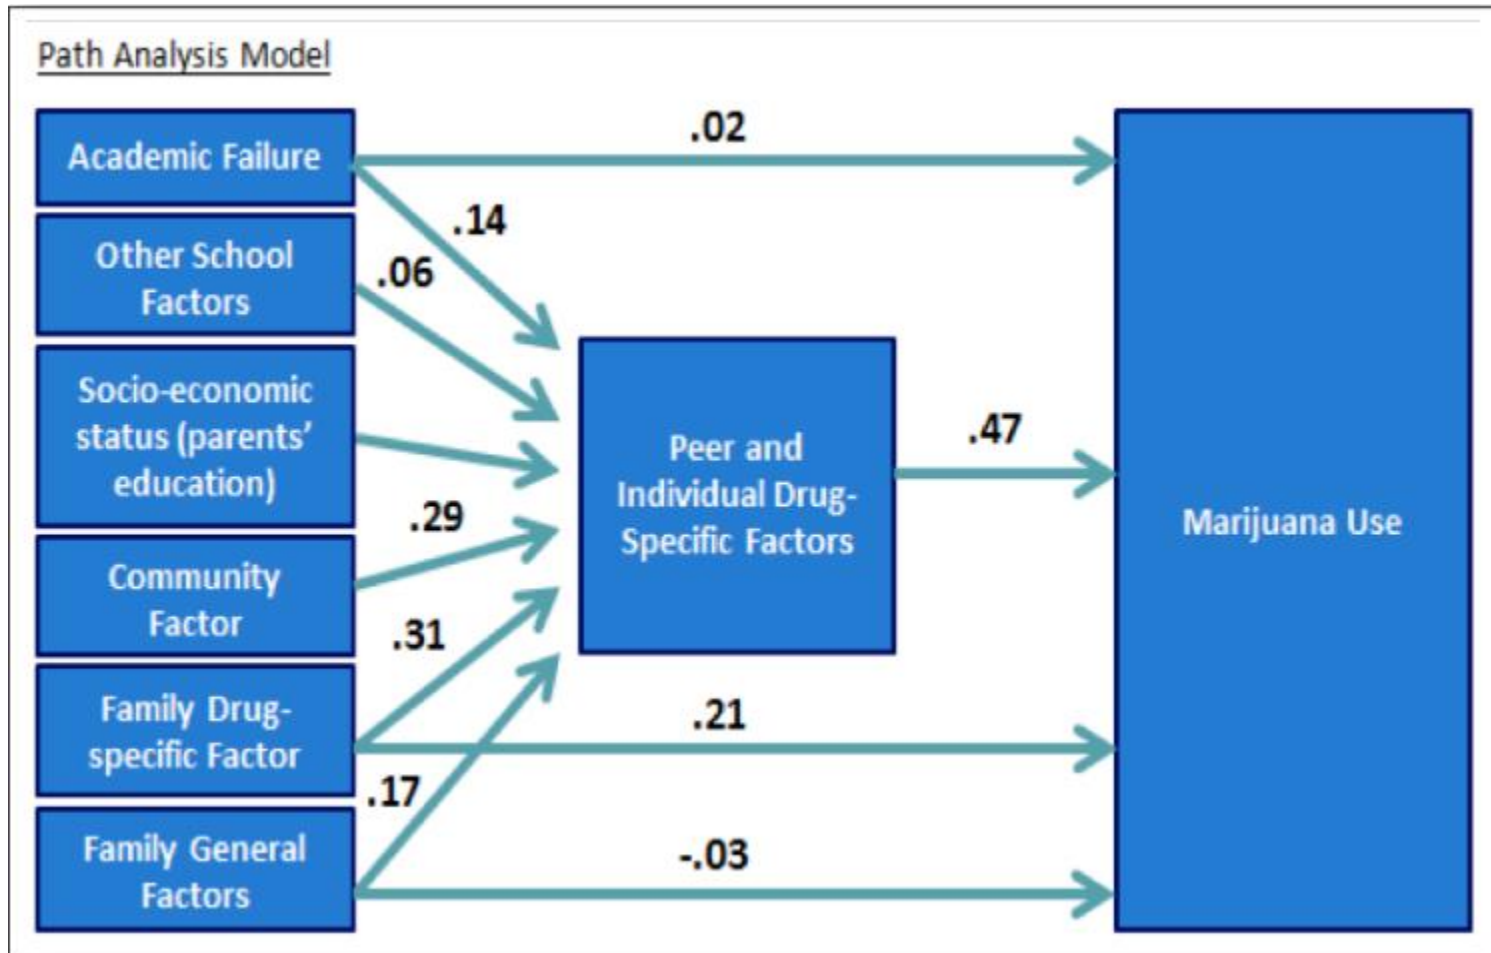 Path Analysis Model
Academic Failure
.02
.14
Other School
Factors
.06
Socio-economic
status (parents’
education)
Peer and
Individual Drug-
Specific Factors
.47
Marijuana Use
.29
Community
Factor
.31
Family Drug-
specific Factor
.21
.17
Family General
Factors
-.03